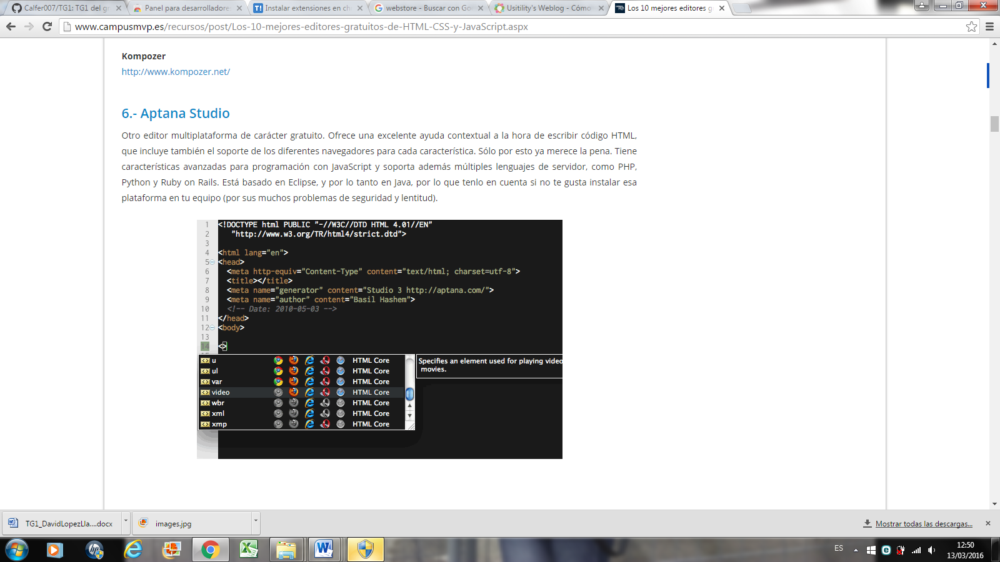 Calfer007/TG1: TG1 del gr
Panel para desarrolladore
Instalar extensiones en ch
webstore - Buscar con Go
Usitility's Weblog - Cómo
Los 10 mejores editores g
www.campusmvp.es/recursos/post/Los-10-mejores-editores-gratuitos-de-HTML-CSS-y-JavaScript.aspx
Kompozer
http://www.kompozer.net/
6.- Aptana Studio
Otro editor multiplataforma de carácter gratuito. Ofrece una excelente ayuda contextual a la hora de escribir código HTML,
que incluye también el soporte de los diferentes navegadores para cada característica. Sólo por esto ya merece la pena. Tiene
características avanzadas para programación con JavaScript y soporta además múltiples lenguajes de servidor, como PHP,
Python y Ruby on Rails. Está basado en Eclipse, y por lo tanto en Java, por lo que tenlo en cuenta si no te gusta instalar esa
plataforma en tu equipo (por sus muchos problemas de seguridad y lentitud).
1 <!DOCTYPE html PUBLIC "-//W3C//DTD HTML 4.01//EN"
2 "http://www.w3.org/TR/html4/strict.dtd">
3
4 <html lang="en">
5 <head>
6 <meta http-equiv="Content-Type" content="text/html; charset=utf-8">
7 <title></title>
8 <meta name="generator" content="Studio 3 http://aptana.com/">
9 <meta name="author" content="Basil Hashem">
10 <!-- Date: 2010-05-03 -->
11 </head>
12 <body>
13
14 <>
u HTML Core
ul HTML Core
var HTML Core
video HTML Core
wbr HTML Core
xml HTML Core
xmp HTML Core
Specifies an element used for playing video
movies.
TG1_DavidLopezLla....docx
images.jpg
Mostrar todas las descargas...
ES
12:50
13/03/2016